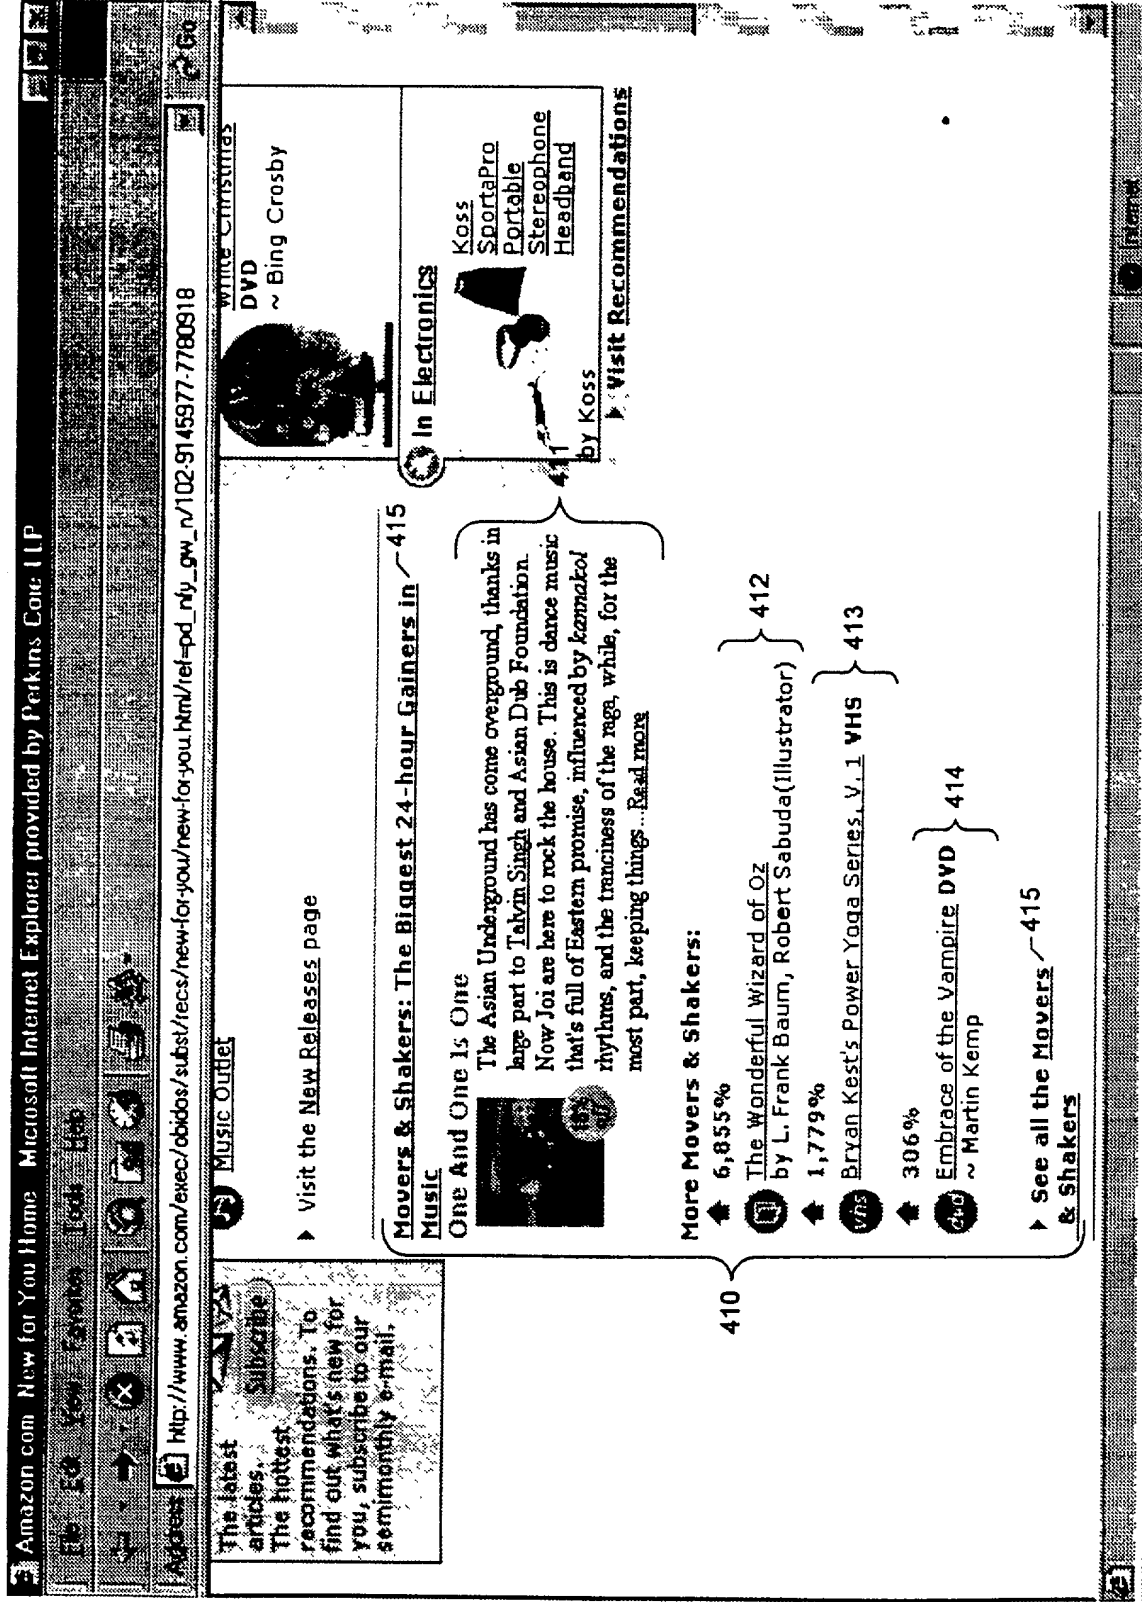 Amazon.com New for You Home Microsoft Internet Explorer provided by Perkins Coie LLP
File Edit View Favorites Tools Help
Address http://www.amazon.com/exec/obidos/subst/recs/new-for-you/new-for-you.html/ref=pd_nfy_gw_n/102-9145977-7780918 Go
The latest
articles.
The hottest
recommendations. To
find out what's new for
you, subscribe to our
semimonthly e-mail.
Subscribe
Music Outlet
Visit the New Releases page
410
Movers & Shakers: The Biggest 24-hour Gainers in 415
Music
One And One Is One
The Asian Underground has come overground, thanks in
large part to Talvin Singh and Asian Dub Foundation.
Now Joi are here to rock the house. This is dance music
that's full of Eastern promise, influenced by kannakol
rhythms, and the tranciness of the raga, while, for the
most part, keeping things...Read more
411
More Movers & Shakers:
6,855%
The Wonderful Wizard of Oz
by L. Frank Baum, Robert Sabuda(Illustrator)
412
1,779%
vhs Bryan Kest's Power Yoga Series, V. 1 VHS
413
306%
dvd Embrace of the Vampire DVD
~ Martin Kemp
414
See all the Movers 415
& Shakers
White Christmas
DVD
~ Bing Crosby
In Electronics
Koss
SportaPro
Portable
Stereophone
Headband
by Koss
Visit Recommendations
Internet